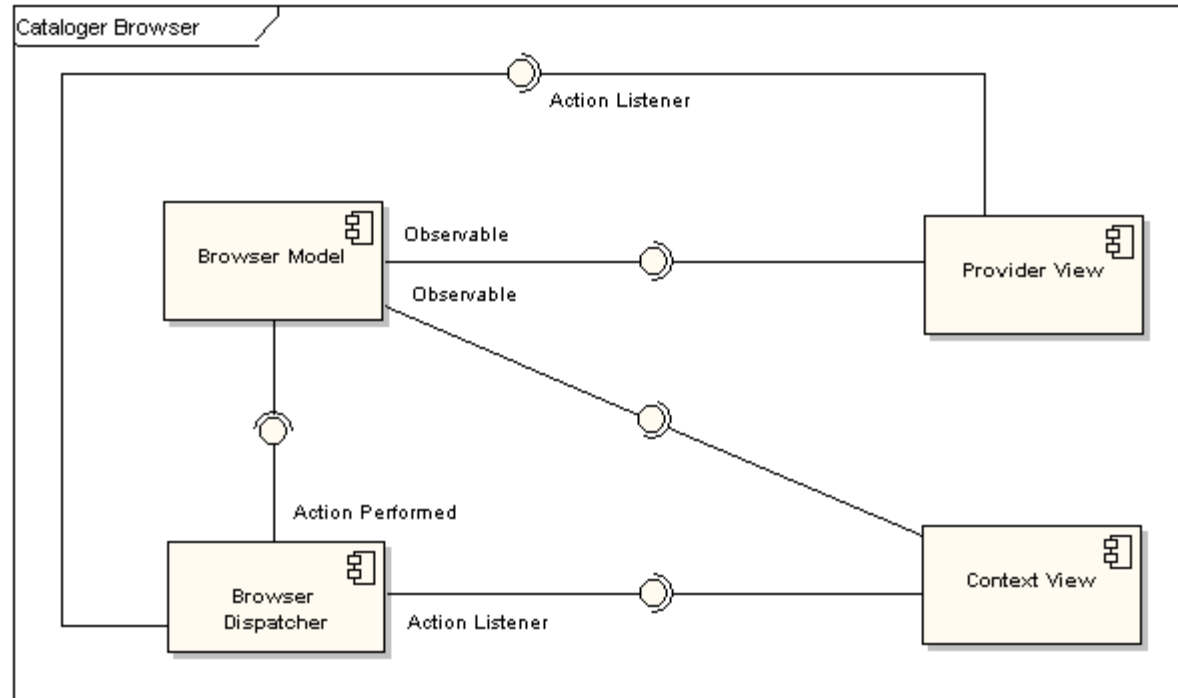 Cataloger Browser
Action Listener
Observable
Browser Model
Provider View
Observable
Action Performed
Browser
Dispatcher
Action Listener
Context View